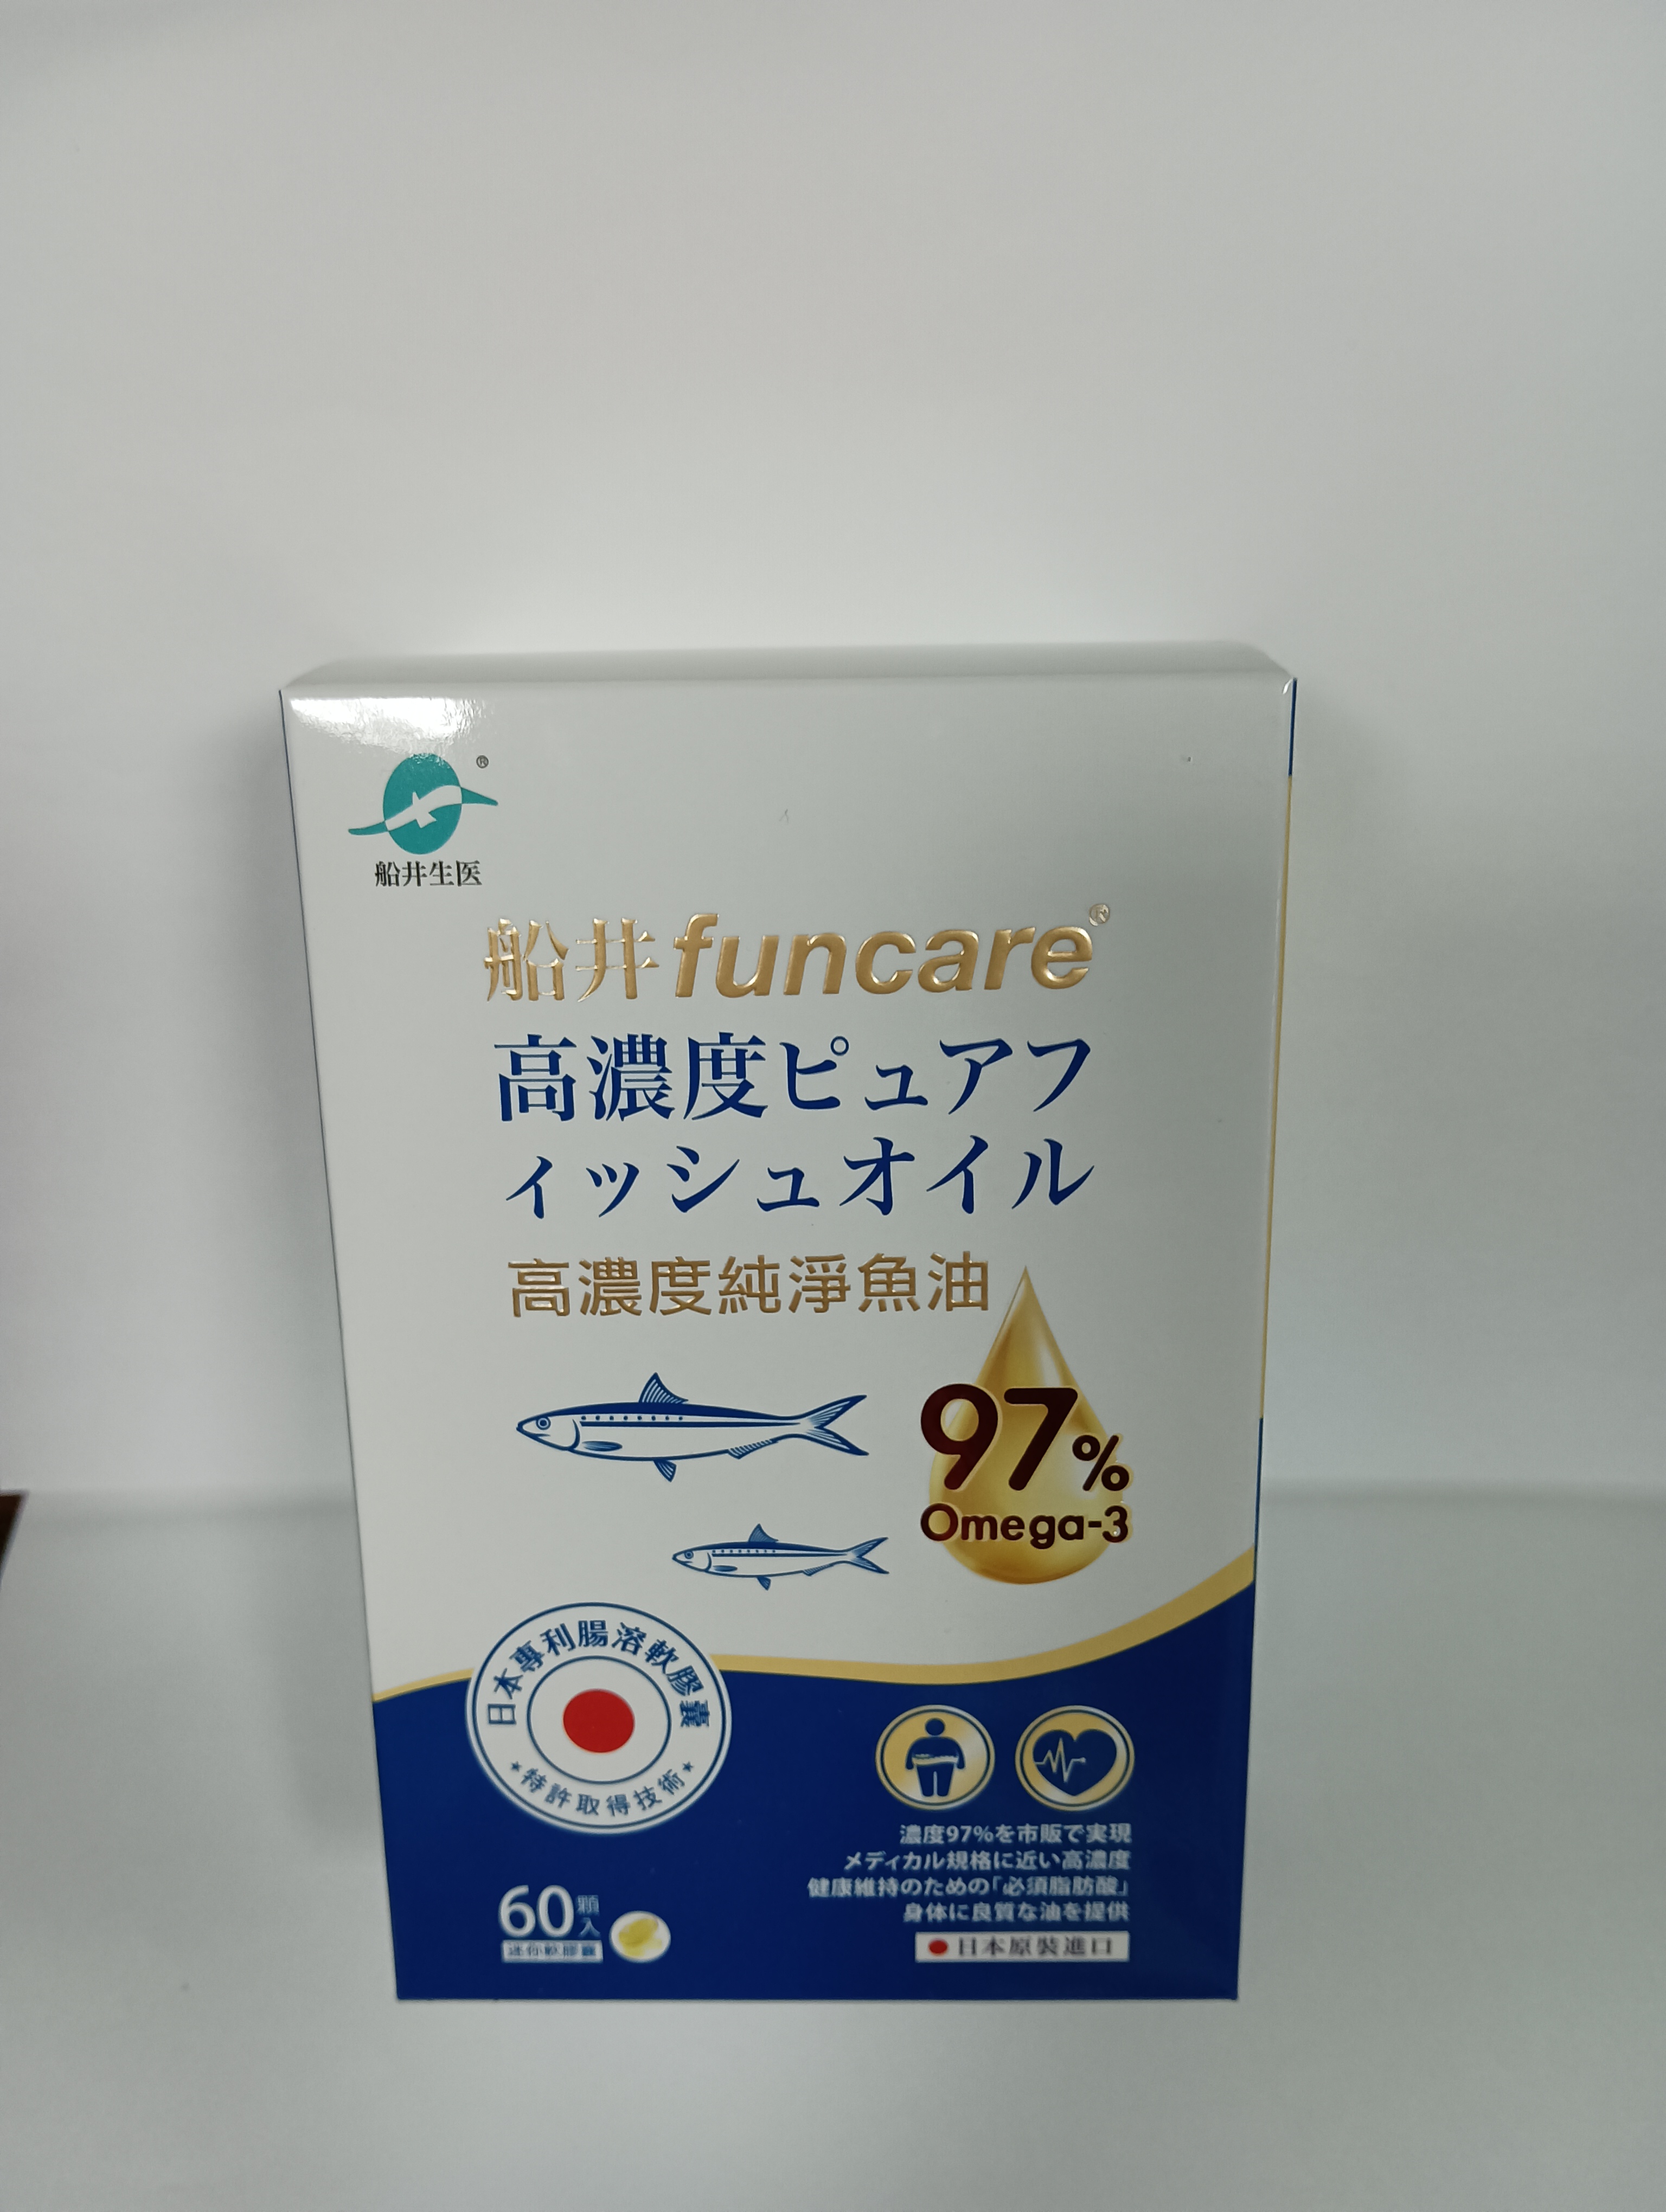 ®
船井生医
船井funcare®
高濃度ピュアフ
ィッシュオイル
高濃度純淨魚油
97%
Omega-3
日本專利腸溶軟膠囊
★特許取得技術★
濃度97%を市販で実現
メディカル規格に近い高濃度
健康維持のための「必須脂肪酸」
身体に良質な油を提供
日本原裝進口
60顆入
迷你軟膠囊